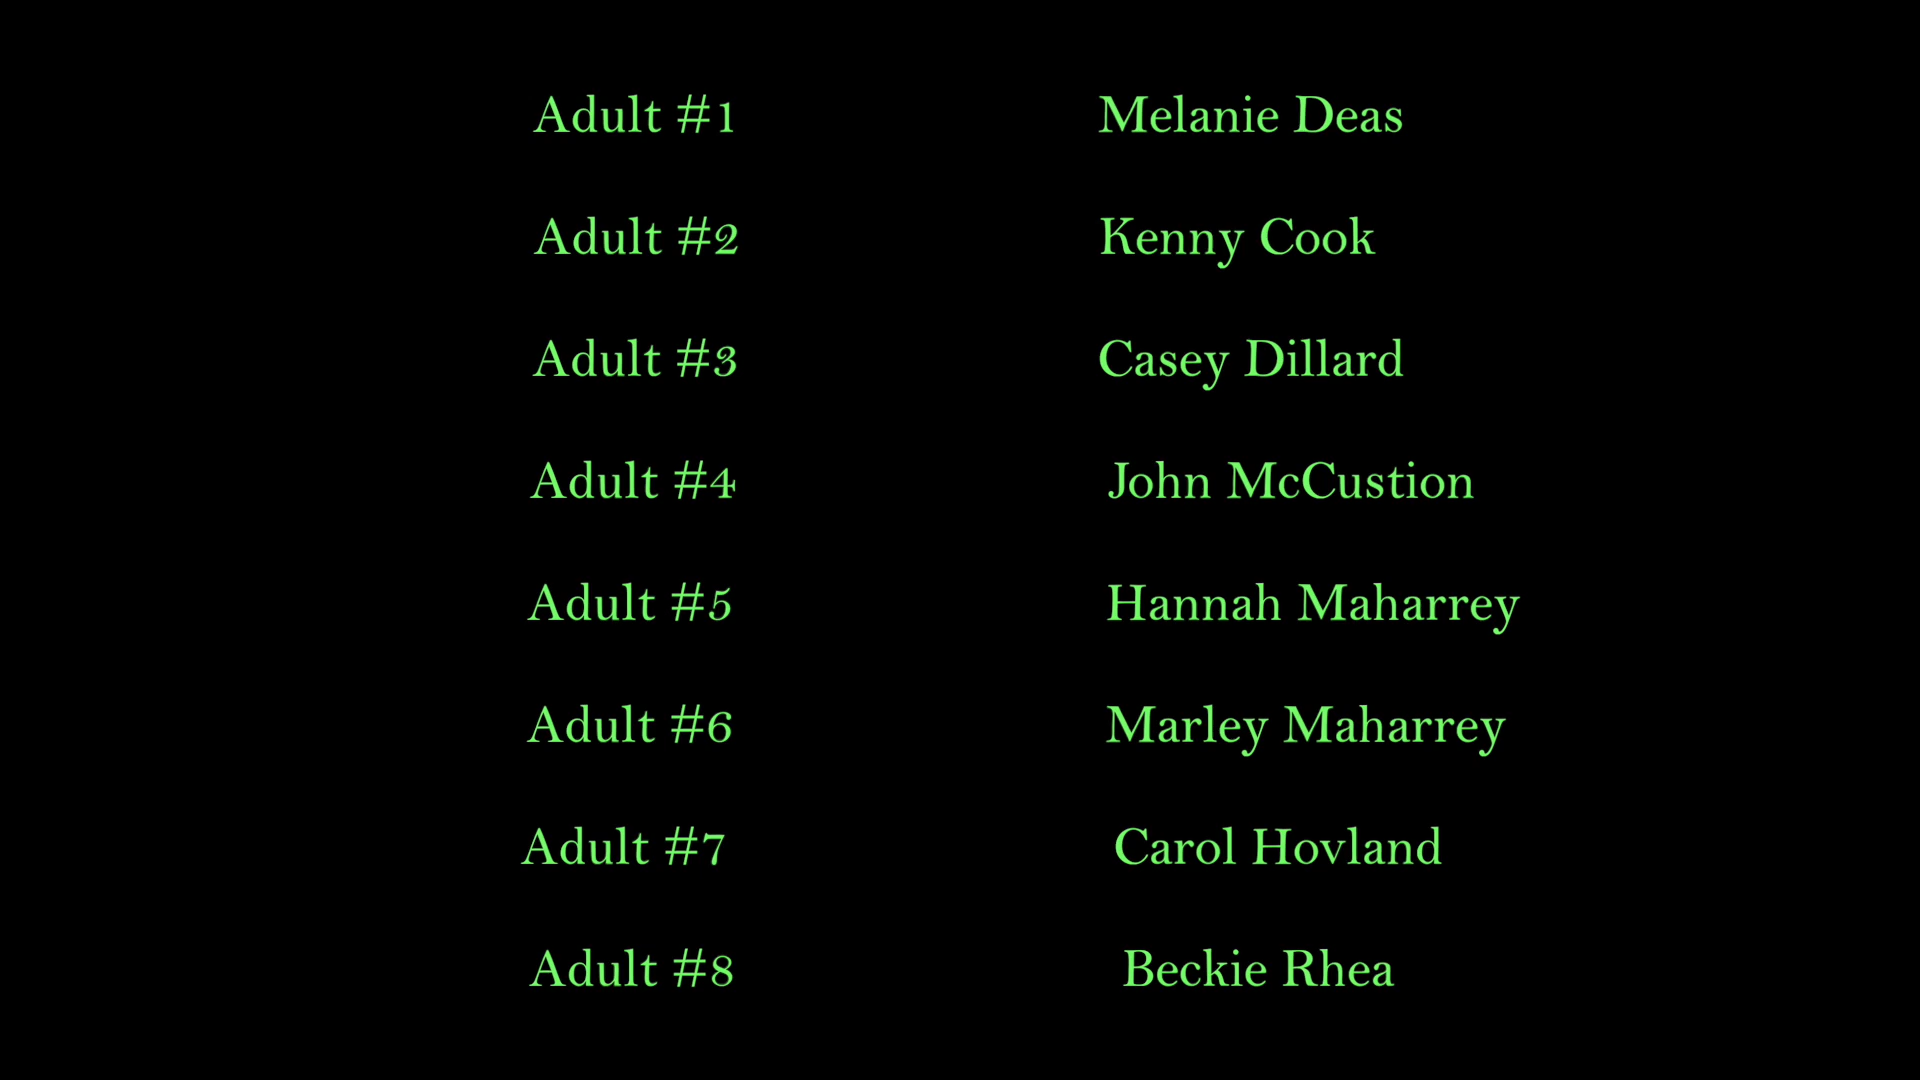 Adult #1 Melanie Deas
Adult #2 Kenny Cook
Adult #3 Casey Dillard
Adult #4 John McCustion
Adult #5 Hannah Maharrey
Adult #6 Marley Maharrey
Adult #7 Carol Hovland
Adult #8 Beckie Rhea